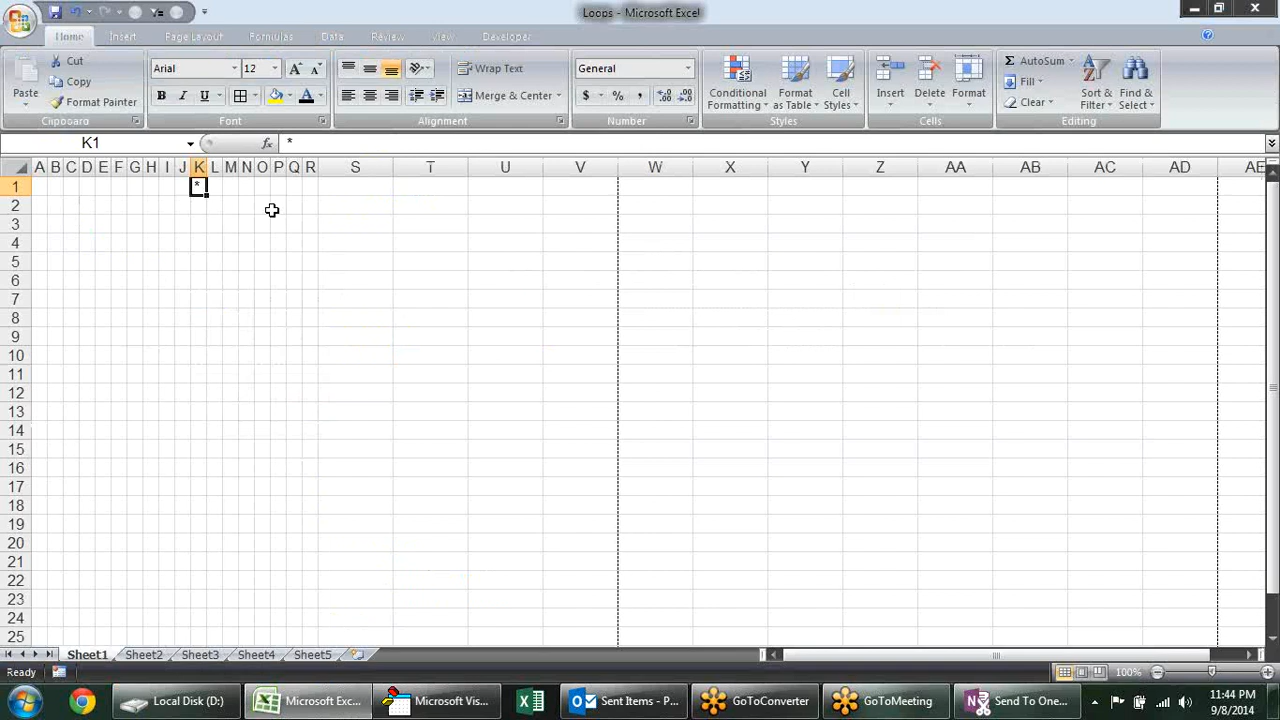 Loops - Microsoft Excel
Home Insert Page Layout Formulas Data Review View Developer
Paste Cut Copy Format Painter
Clipboard
Arial 12
B I U A
Font
Wrap Text
Merge & Center
Alignment
General
$ % ,
Number
Conditional Formatting Format as Table Cell Styles
Styles
Insert Delete Format
Cells
Σ AutoSum Fill Clear Sort & Filter Find & Select
Editing
K1 fx *
A B C D E F G H I J K L M N O P Q R S T U V W X Y Z AA AB AC AD AE
1 *
2
3
4
5
6
7
8
9
10
11
12
13
14
15
16
17
18
19
20
21
22
23
24
25
Sheet1 Sheet2 Sheet3 Sheet4 Sheet5
Ready 100%
Local Disk (D:) Microsoft Exc... Microsoft Vis... Sent Items - P... GoToConverter GoToMeeting Send To One... 11:44 PM
9/8/2014